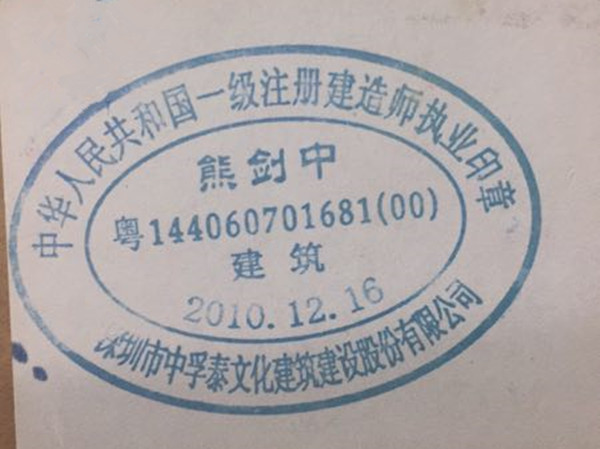 中华人民共和国一级注册建造师执业印章
熊剑中
粤144060701681(00)
建筑
2010.12.16
深圳市中孚泰文化建筑建设股份有限公司